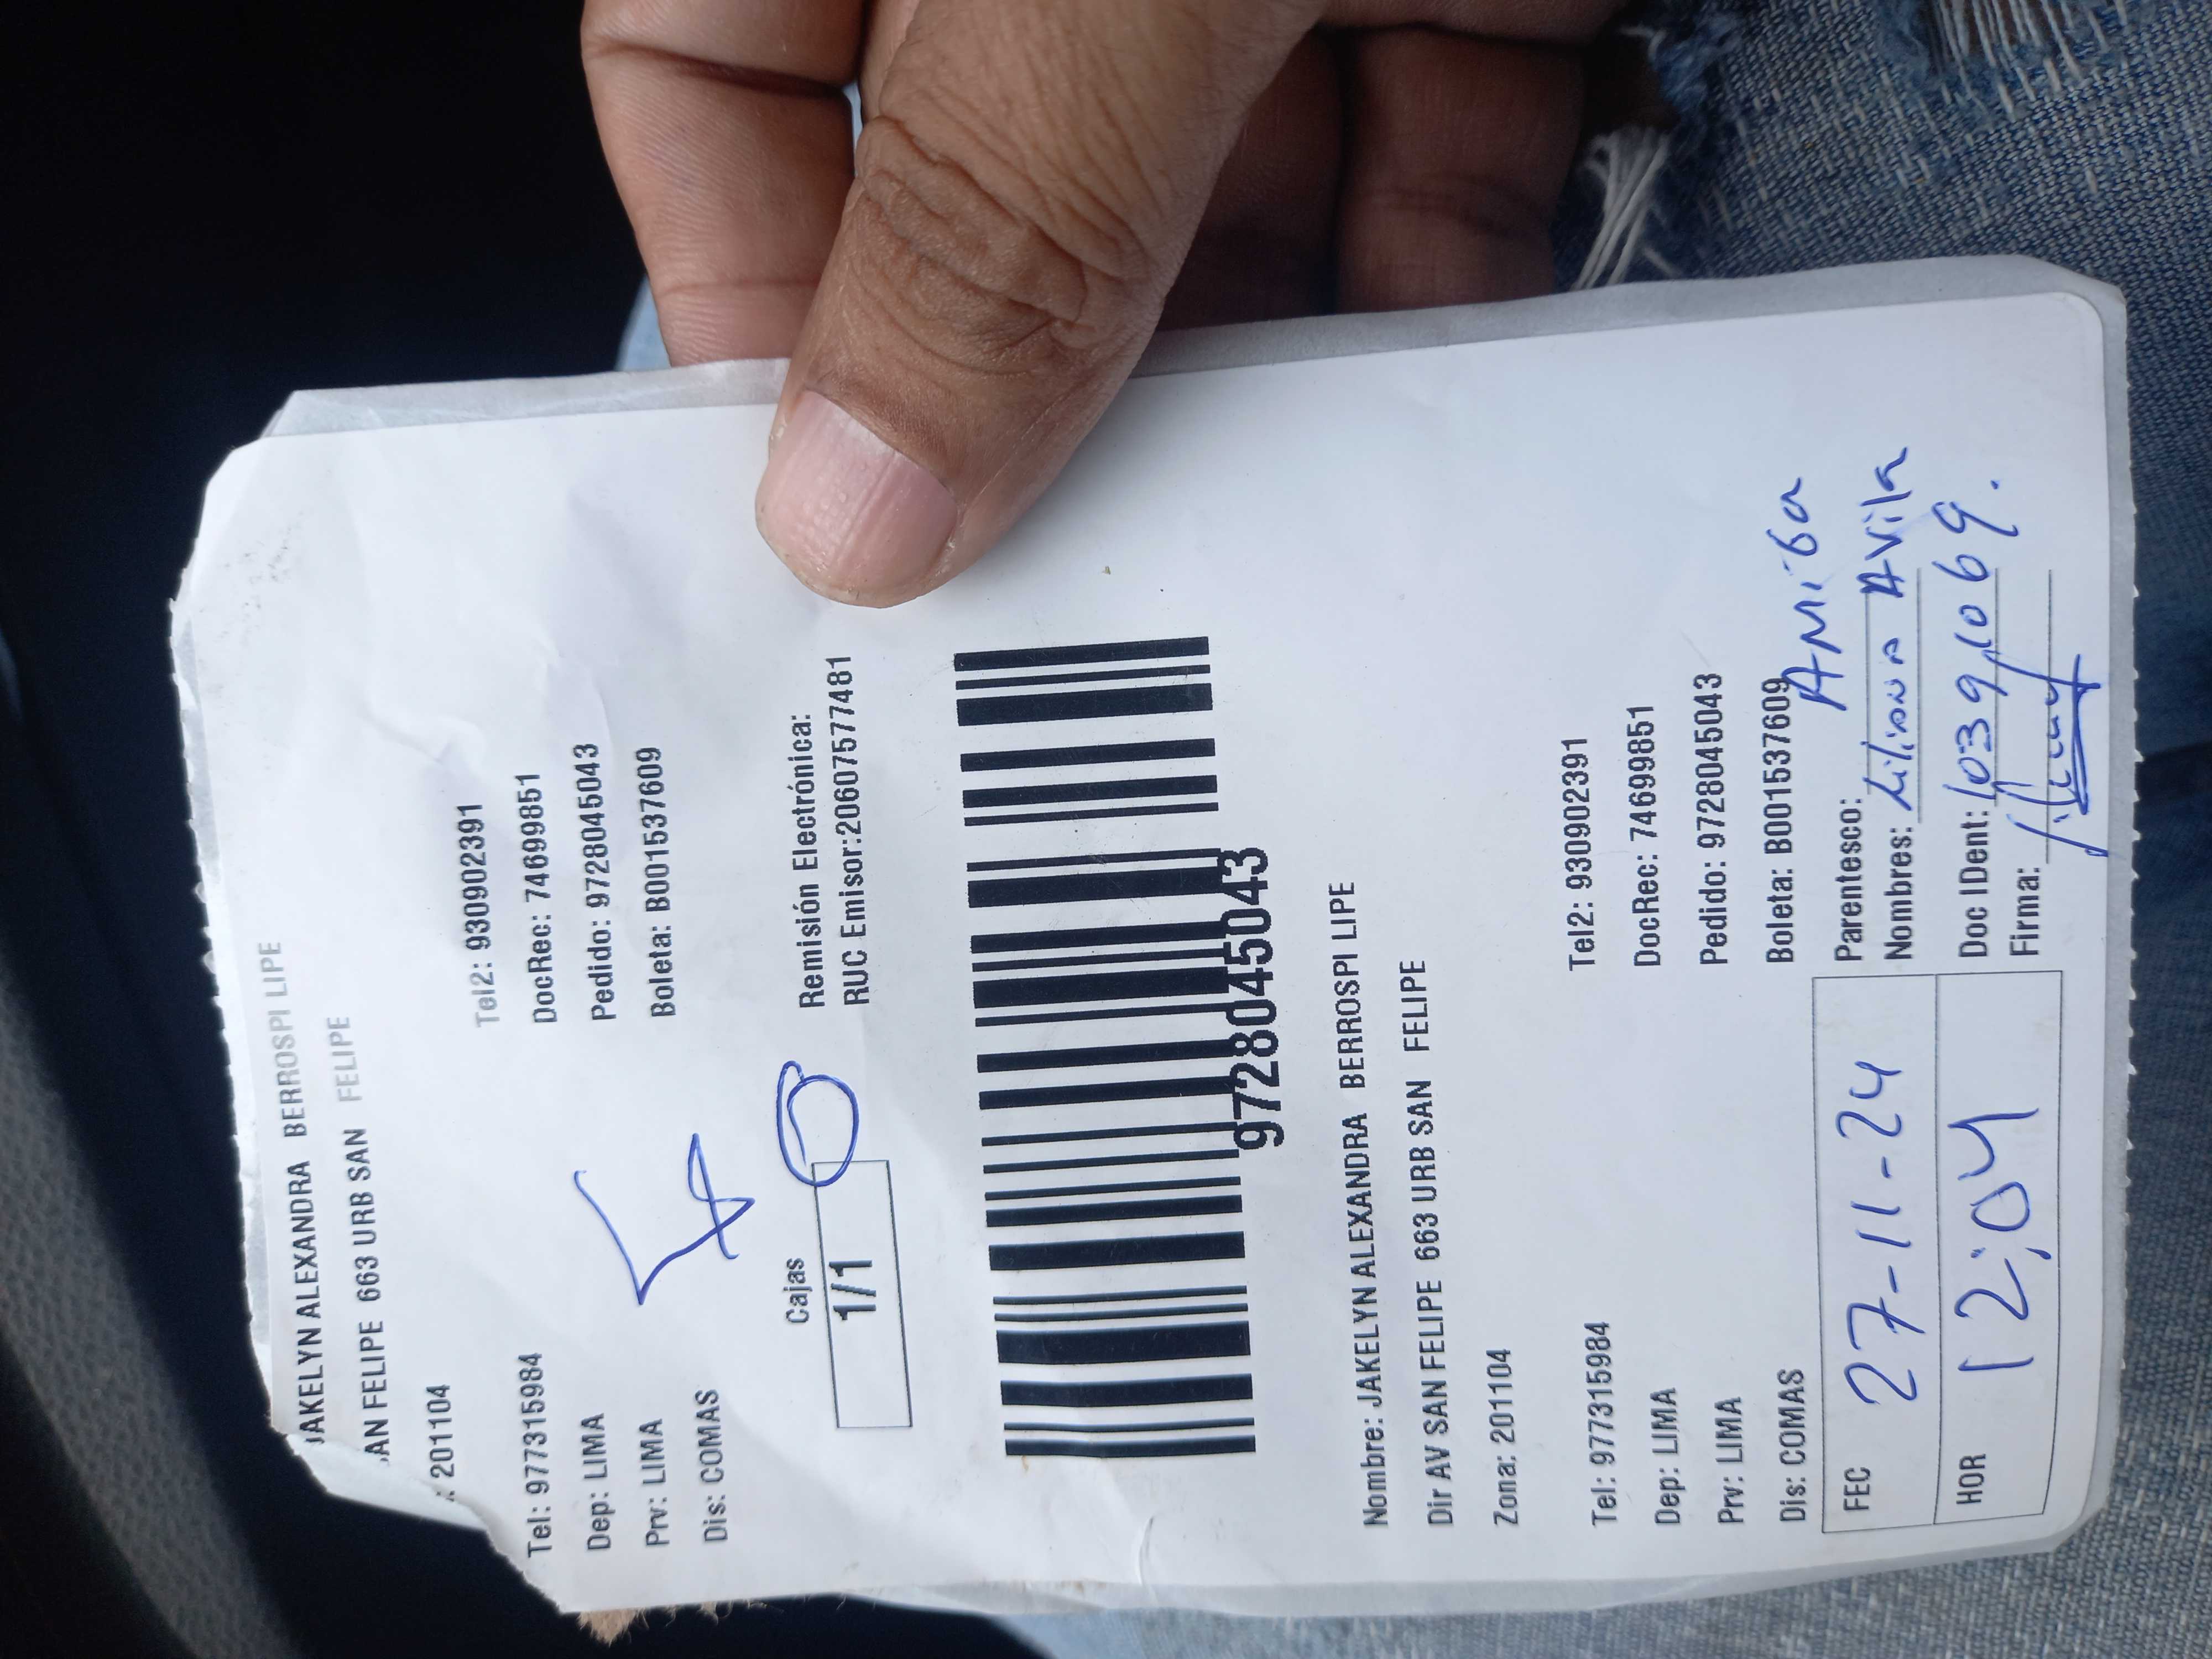 JAKELYN ALEXANDRA BERROSPI LIPE
AN FELIPE 663 URB SAN FELIPE
: 201104
Tel: 977315984 Tel2: 930902391
Dep: LIMA DocRec: 74699851
Prv: LIMA Pedido: 9728045043
Dis: COMAS Boleta: B001537609
Cajas Remisión Electrónica:
1/1 RUC Emisor:20607577481
9728045043
Nombre: JAKELYN ALEXANDRA BERROSPI LIPE
Dir AV SAN FELIPE 663 URB SAN FELIPE
Zona: 201104
Tel: 977315984 Tel2: 930902391
Dep: LIMA DocRec: 74699851
Prv: LIMA Pedido: 9728045043
Dis: COMAS Boleta: B001537609
FEC 27-11-24 Parentesco: AMiGa
Nombres: Liliana Avila
HOR 12:04 Doc IDent: 10391069.
Firma: